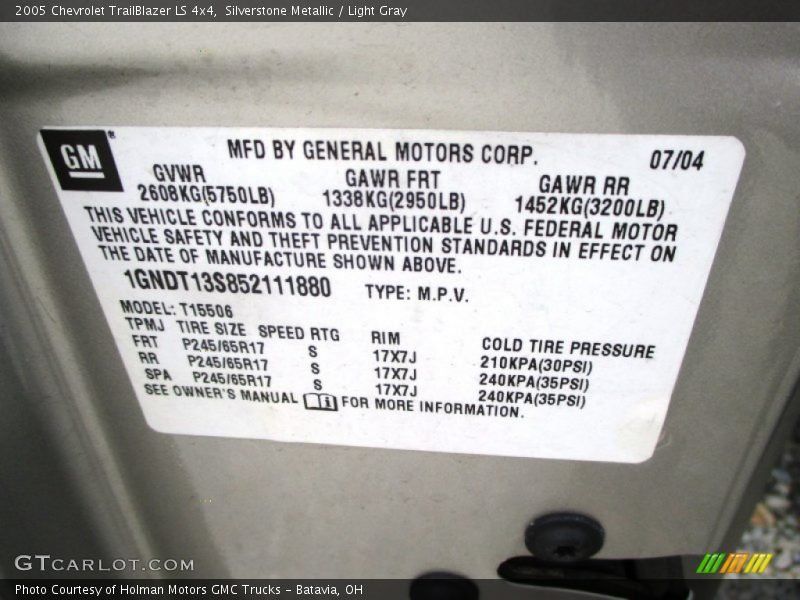 2005 Chevrolet TrailBlazer LS 4x4, Silverstone Metallic / Light Gray
GM®
MFD BY GENERAL MOTORS CORP. 07/04
GVWR GAWR FRT GAWR RR
2608KG(5750LB) 1338KG(2950LB) 1452KG(3200LB)
THIS VEHICLE CONFORMS TO ALL APPLICABLE U.S. FEDERAL MOTOR
VEHICLE SAFETY AND THEFT PREVENTION STANDARDS IN EFFECT ON
THE DATE OF MANUFACTURE SHOWN ABOVE.
1GNDT13S852111880 TYPE: M.P.V.
MODEL: T15506
TPMJ TIRE SIZE SPEED RTG RIM COLD TIRE PRESSURE
FRT P245/65R17 S 17X7J 210KPA(30PSI)
RR P245/65R17 S 17X7J 240KPA(35PSI)
SPA P245/65R17 S 17X7J 240KPA(35PSI)
SEE OWNER'S MANUAL i FOR MORE INFORMATION.
GTCARLOT.COM
Photo Courtesy of Holman Motors GMC Trucks - Batavia, OH